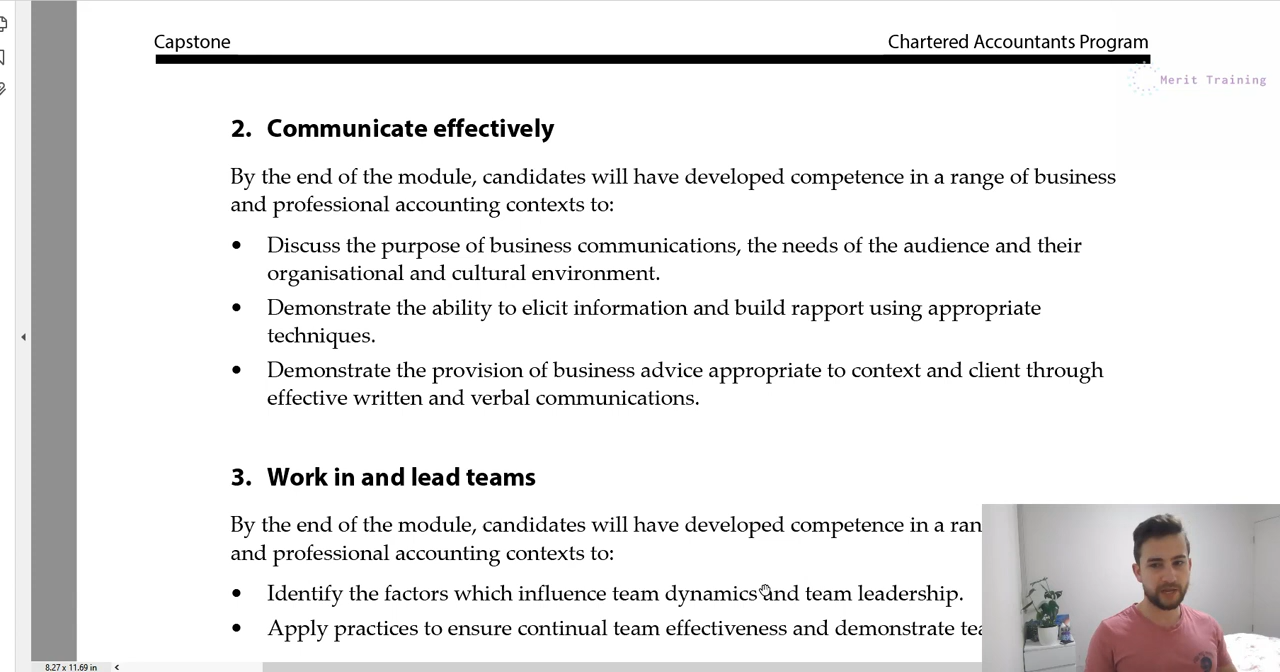 Capstone
Chartered Accountants Program
Merit Training
2. Communicate effectively
By the end of the module, candidates will have developed competence in a range of business
and professional accounting contexts to:
• Discuss the purpose of business communications, the needs of the audience and their
organisational and cultural environment.
• Demonstrate the ability to elicit information and build rapport using appropriate
techniques.
• Demonstrate the provision of business advice appropriate to context and client through
effective written and verbal communications.
3. Work in and lead teams
By the end of the module, candidates will have developed competence in a ran
and professional accounting contexts to:
• Identify the factors which influence team dynamics and team leadership.
• Apply practices to ensure continual team effectiveness and demonstrate tea
8.27 x 11.69 in